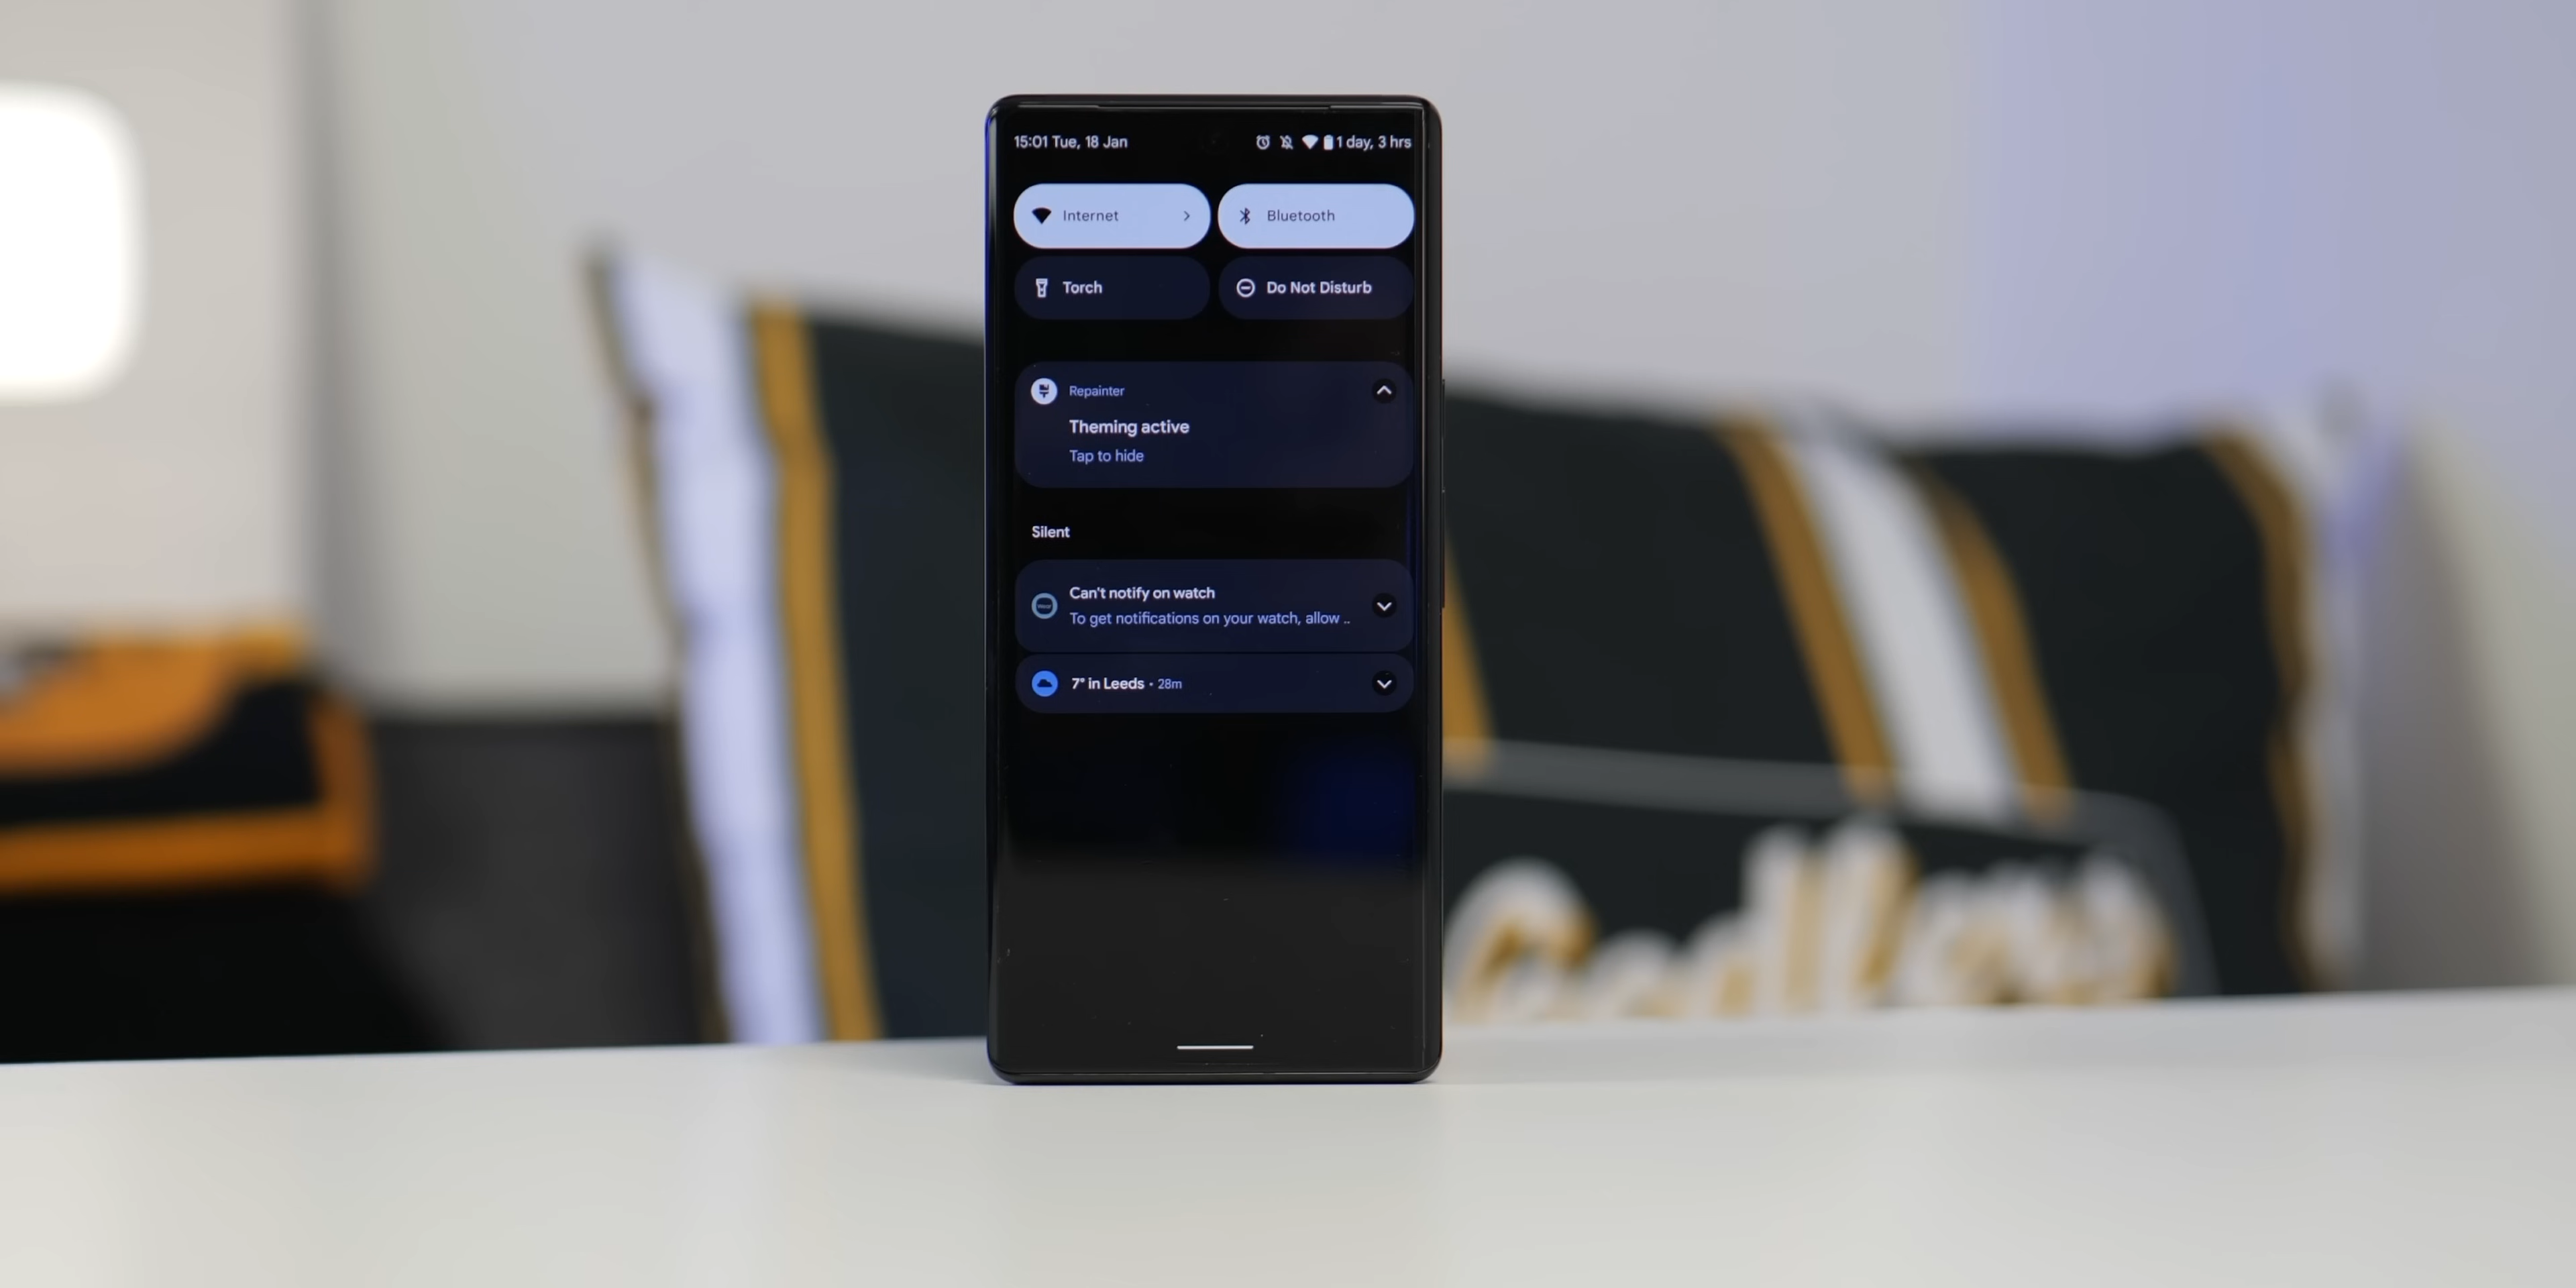 15:01 Tue, 18 Jan 1 day, 3 hrs
Internet Bluetooth
Torch Do Not Disturb
Repainter
Theming active
Tap to hide
Silent
Can't notify on watch
To get notifications on your watch, allow ..
7° in Leeds • 28m